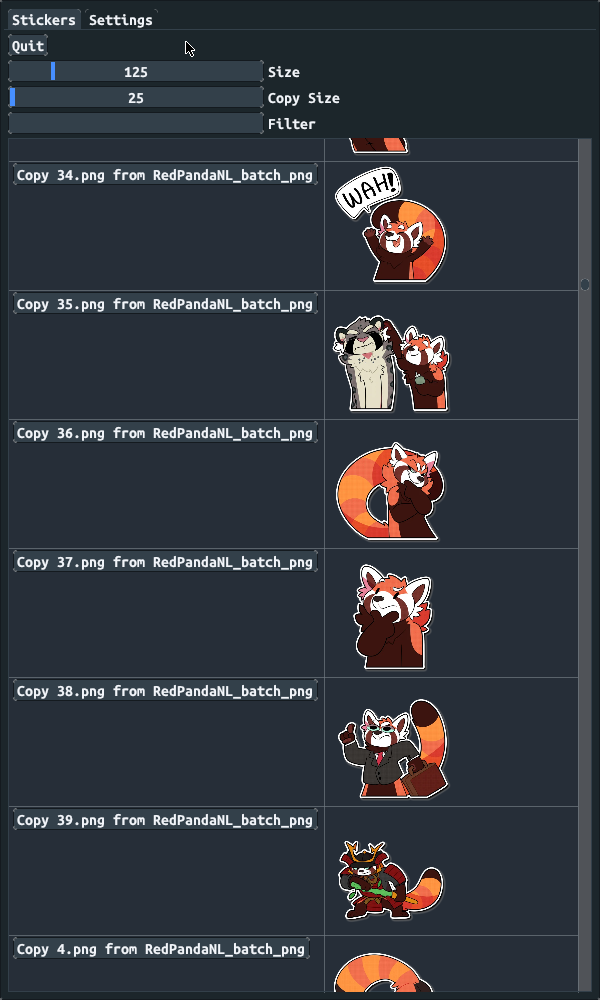 Stickers Settings
Quit
125 Size
25 Copy Size
Filter
Copy 34.png from RedPandaNL_batch_png
WAH!
Copy 35.png from RedPandaNL_batch_png
Copy 36.png from RedPandaNL_batch_png
Copy 37.png from RedPandaNL_batch_png
Copy 38.png from RedPandaNL_batch_png
Copy 39.png from RedPandaNL_batch_png
Copy 4.png from RedPandaNL_batch_png